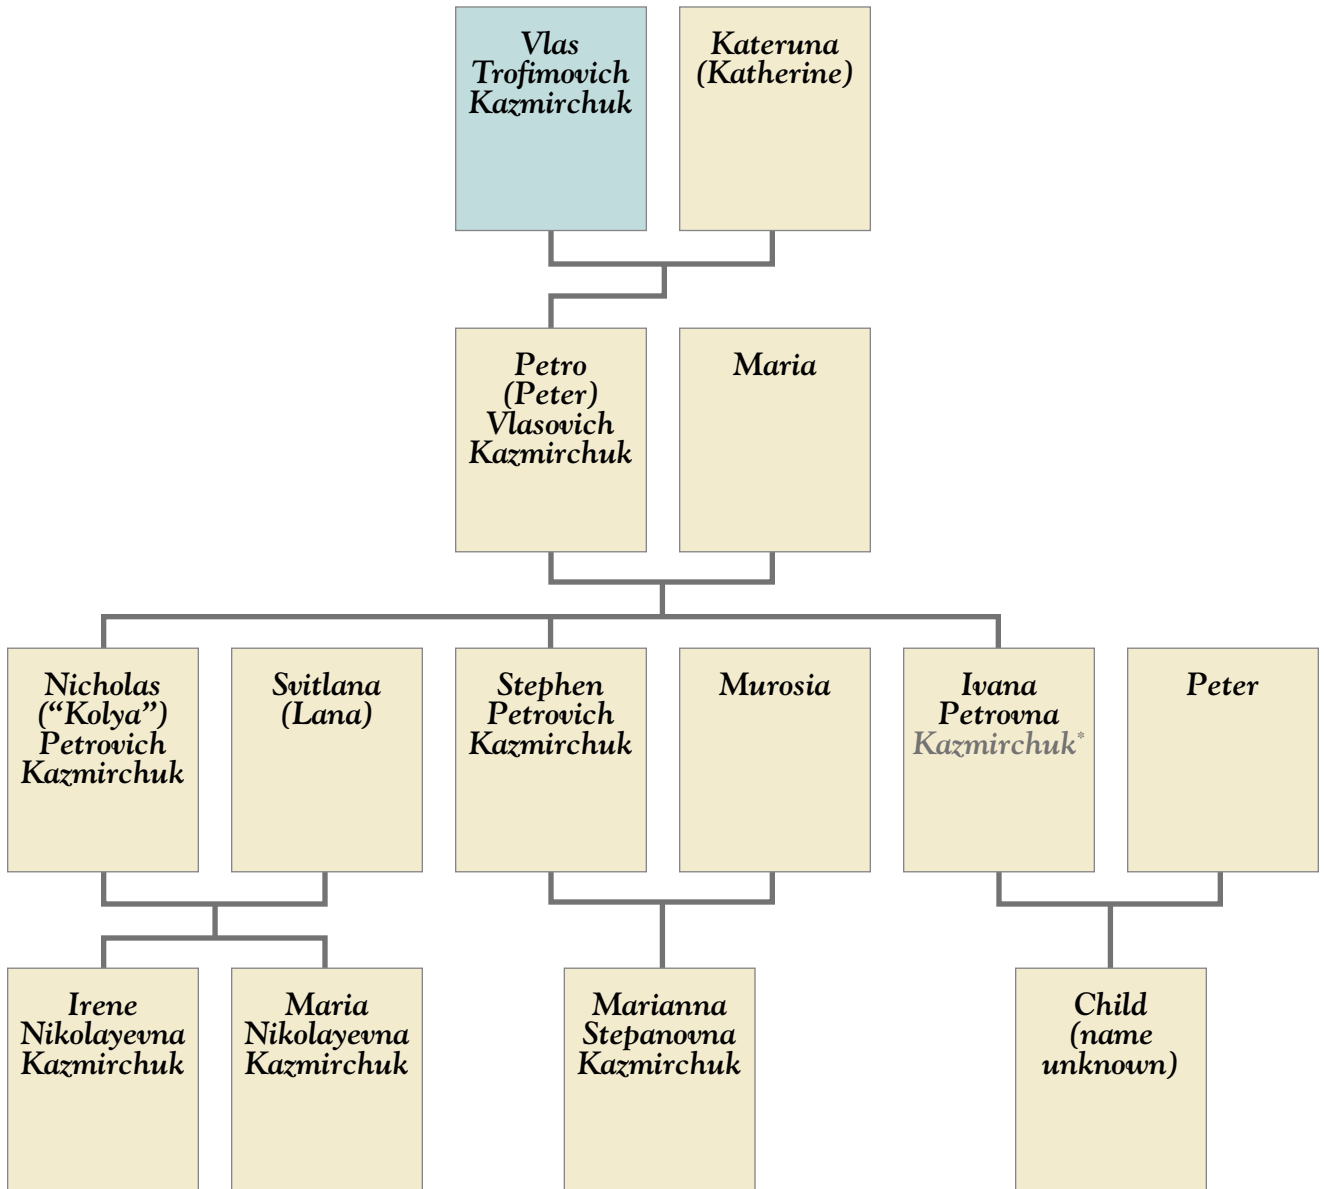 Vlas
Trofimovich
Kazmirchuk
Kateruna
(Katherine)
Petro
(Peter)
Vlasovich
Kazmirchuk
Maria
Nicholas
(“Kolya”)
Petrovich
Kazmirchuk
Svitlana
(Lana)
Stephen
Petrovich
Kazmirchuk
Murosia
Ivana
Petrovna
Kazmirchuk*
Peter
Irene
Nikolayevna
Kazmirchuk
Maria
Nikolayevna
Kazmirchuk
Marianna
Stepanovna
Kazmirchuk
Child
(name
unknown)